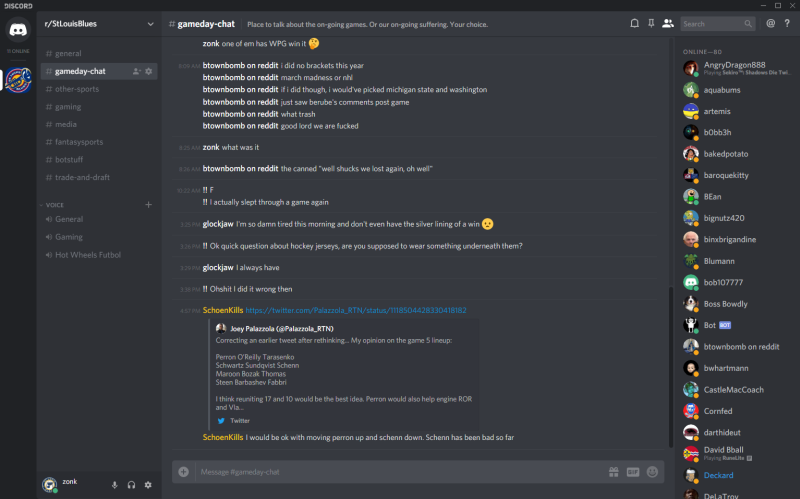 DISCORD
80 ONLINE
r/StLouisBlues
# general
# gameday-chat
# other-sports
# gaming
# media
# fantasysports
# botstuff
# trade-and-draft
VOICE
General
Gaming
Hot Wheels Futbol
zonk
# gameday-chat Place to talk about the on-going games. Or our on-going suffering. Your choice.
Search
zonk one of em has WPG win it
btownbomb on reddit i did no brackets this year
btownbomb on reddit march madness or nhl
btownbomb on reddit if i did though, i would've picked michigan state and washington
btownbomb on reddit just saw berube's comments post game
btownbomb on reddit what trash
btownbomb on reddit good lord we are fucked
zonk what was it
btownbomb on reddit the canned "well shucks we lost again, oh well"
!! F
!! I actually slept through a game again
glockjaw I'm so damn tired this morning and don't even have the silver lining of a win
!! Ok quick question about hockey jerseys, are you supposed to wear something underneath them?
glockjaw I always have
!! Ohshit I did it wrong then
SchoenKills https://twitter.com/Palazzola_RTN/status/1118504428330418182
Joey Palazzola (@Palazzola_RTN)
Correcting an earlier tweet after rethinking... My opinion on the game 5 lineup:
Perron O'Reilly Tarasenko
Schwartz Sundqvist Schenn
Maroon Bozak Thomas
Steen Barbashev Fabbri
I think reuniting 17 and 10 would be the best idea. Perron would also help engine ROR
and Vla...
Twitter
SchoenKills I would be ok with moving perron up and schenn down. Schenn has been bad so far
Message #gameday-chat
GIF
ONLINE—80
AngryDragon888
Playing Sekiro™: Shadows Die Twi...
aquabums
artemis
b0bb3h
bakedpotato
baroquekitty
BEan
bignutz420
binxbrigandine
Blumann
bob107777
Boss Bowdly
Bot BOT
btownbomb on reddit
bwhartmann
CastleMacCoach
Cornfed
darthideut
David Bball
Playing RuneLite
Deckard
DeLaTroy